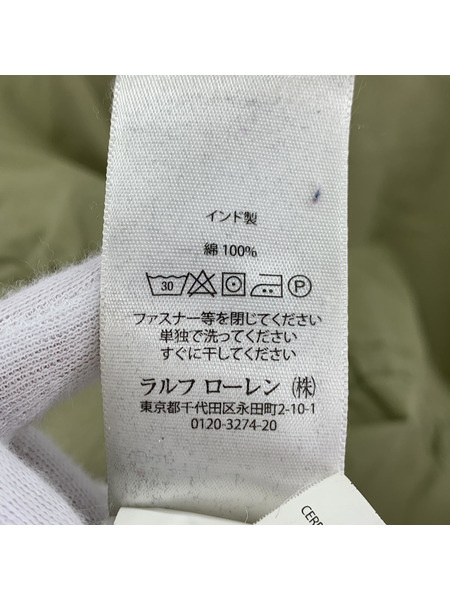 インド製
綿 100%
30 P
ファスナー等を閉じてください
単独で洗ってください
すぐに干してください
ラルフ ローレン (株)
東京都千代田区永田町2-10-1
0120-3274-20